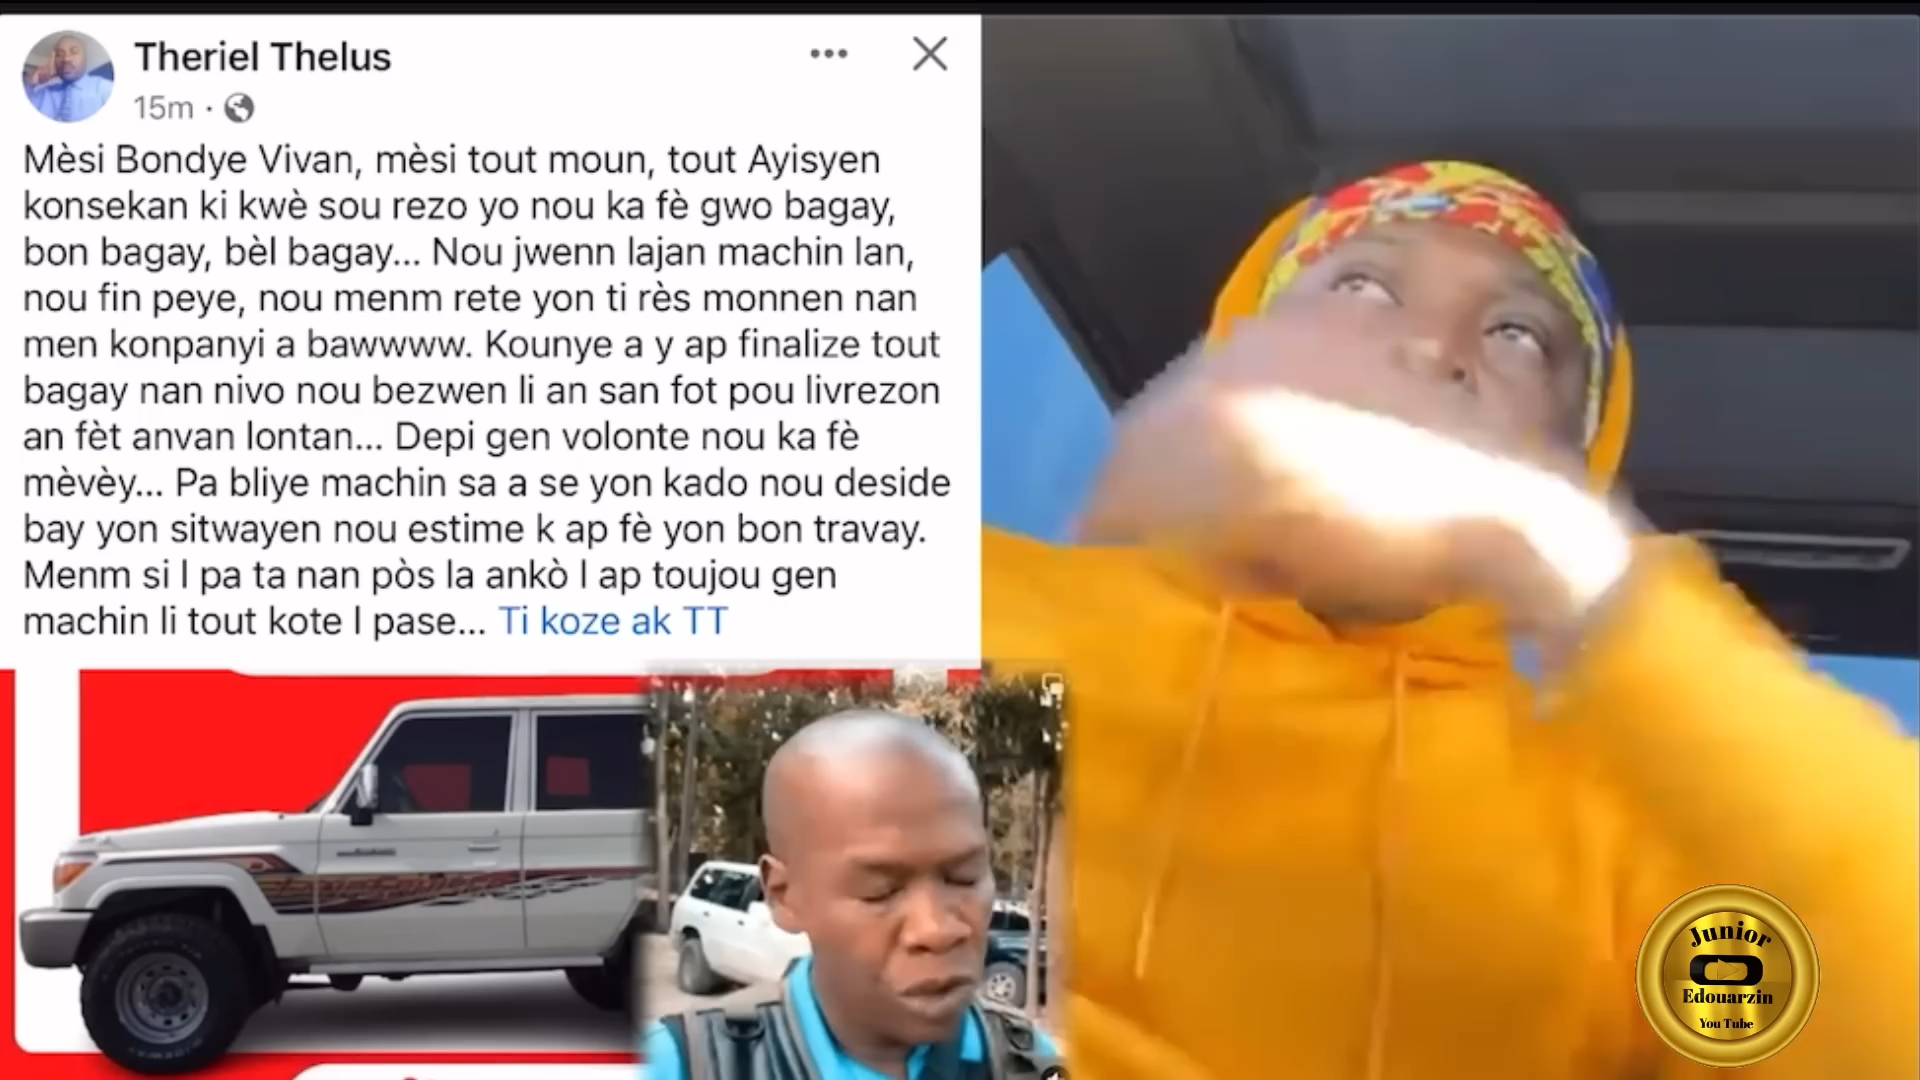 Theriel Thelus
15m ·
Mèsi Bondye Vivan, mèsi tout moun, tout Ayisyen
konsekan ki kwè sou rezo yo nou ka fè gwo bagay,
bon bagay, bèl bagay... Nou jwenn lajan machin lan,
nou fin peye, nou menm rete yon ti rès monnen nan
men konpanyi a bawwww. Kounye a y ap finalize tout
bagay nan nivo nou bezwen li an san fot pou livrezon
an fèt anvan lontan... Depi gen volonte nou ka fè
mèvèy... Pa bliye machin sa a se yon kado nou deside
bay yon sitwayen nou estime k ap fè yon bon travay.
Menm si l pa ta nan pòs la ankò l ap toujou gen
machin li tout kote l pase... Ti koze ak TT
Junior
Edouarzin
You Tube